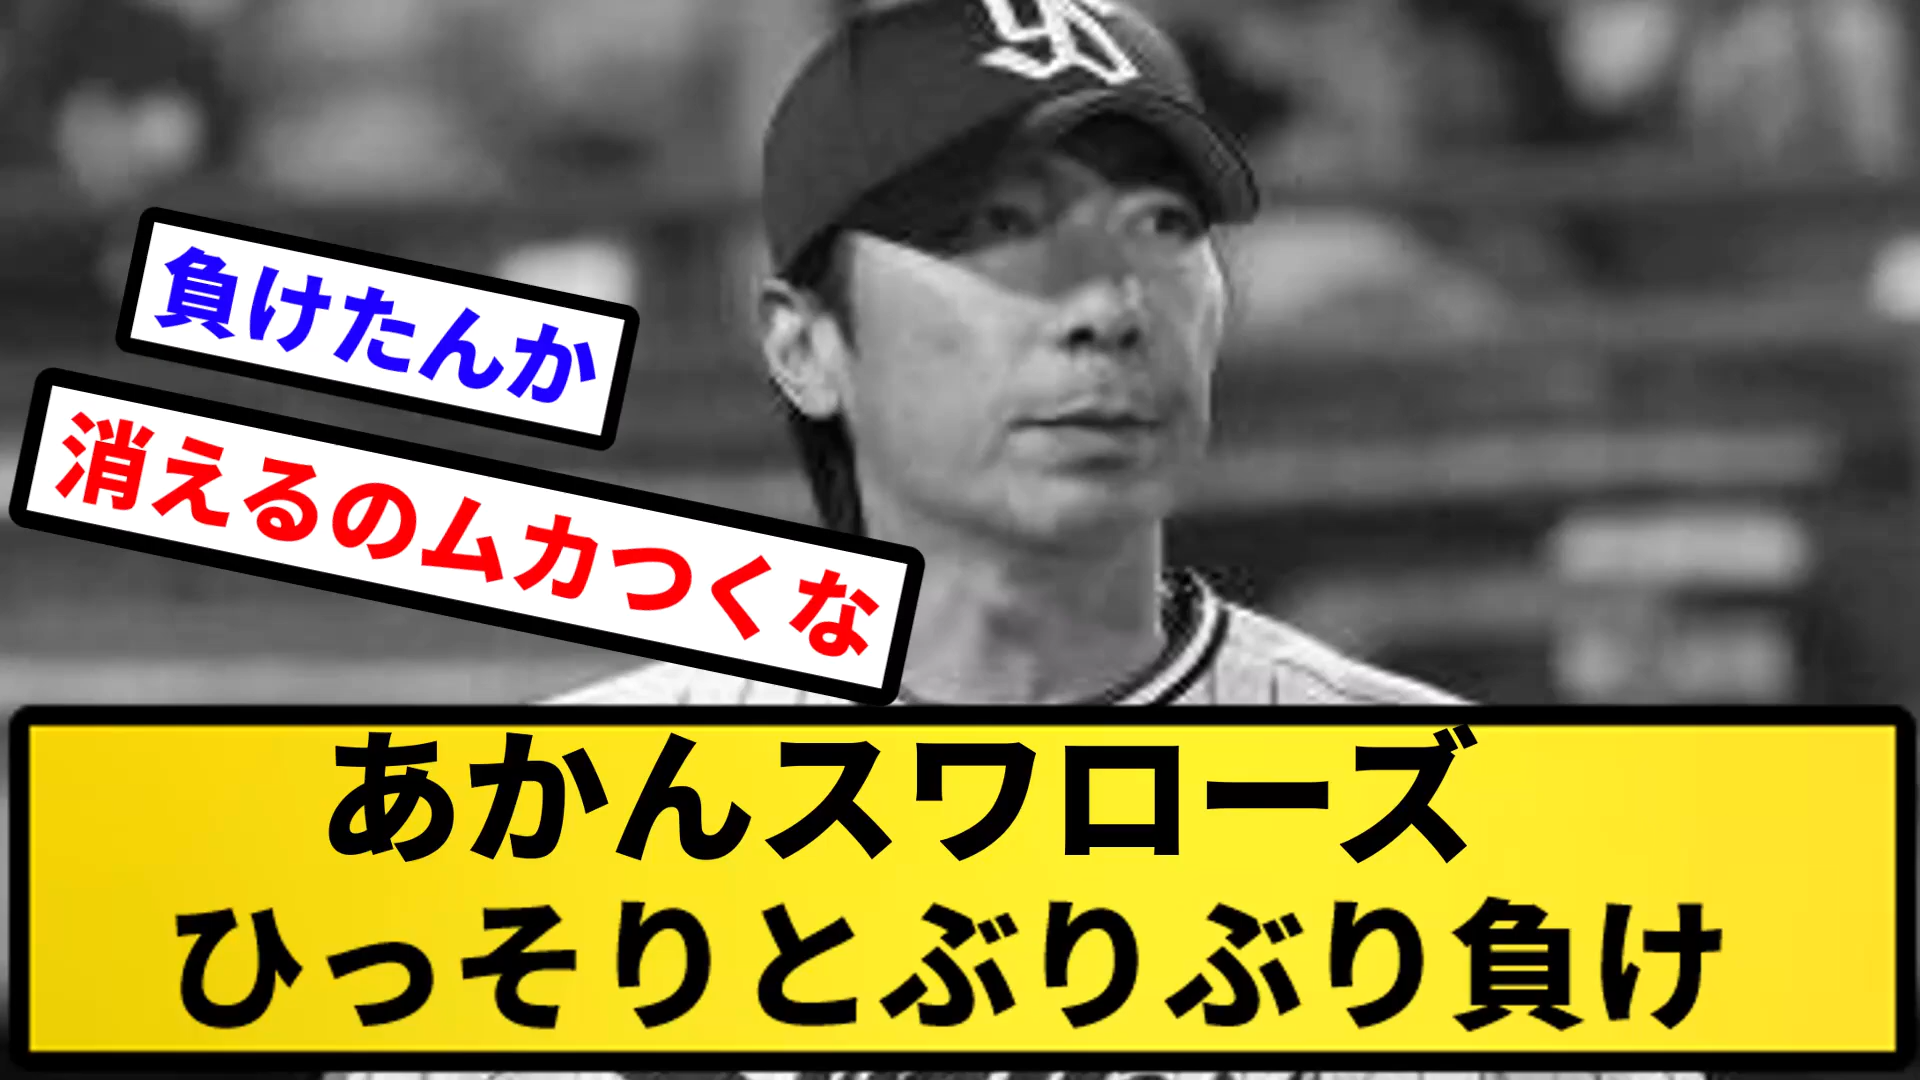 負けたんか
消えるのムカつくな
あかんスワローズ
ひっそりとぶりぶり負け